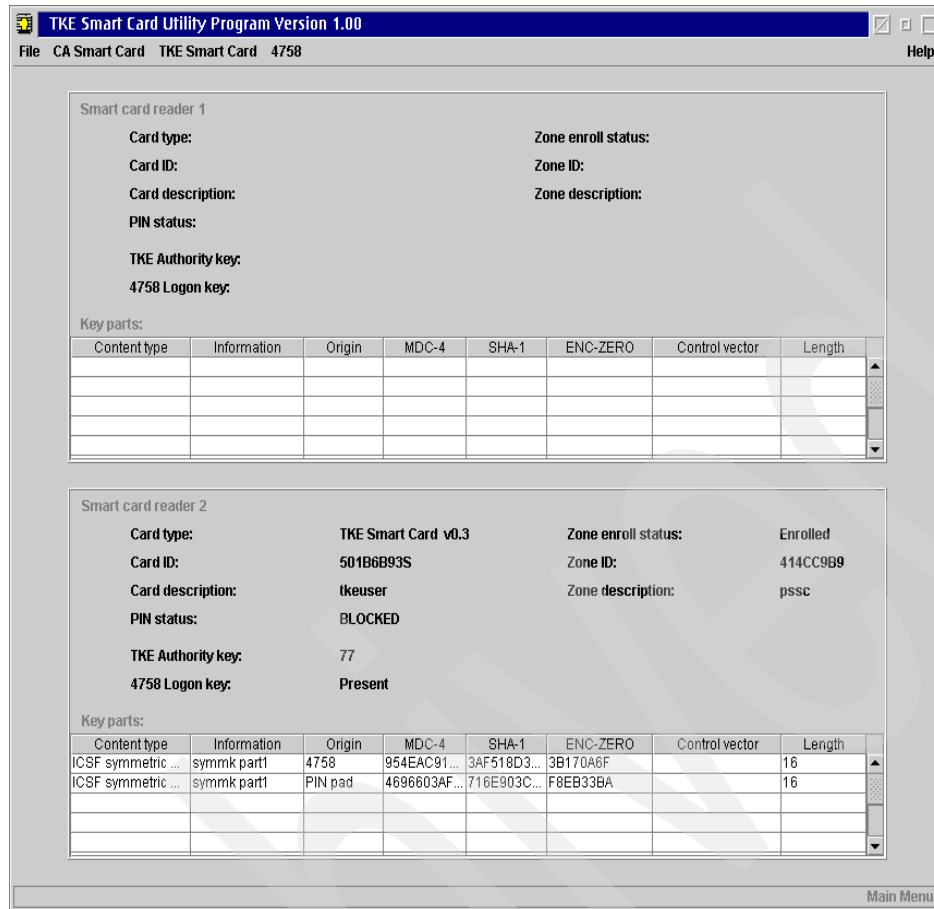 TKE Smart Card Utility Program Version 1.00
File CA Smart Card TKE Smart Card 4758 Help
Smart card reader 1
Card type: Zone enroll status:
Card ID: Zone ID:
Card description: Zone description:
PIN status:
TKE Authority key:
4758 Logon key:
Key parts:
Content type Information Origin MDC-4 SHA-1 ENC-ZERO Control vector Length
Smart card reader 2
Card type: TKE Smart Card v0.3 Zone enroll status: Enrolled
Card ID: 501B6B93S Zone ID: 414CC9B9
Card description: tkeuser Zone description: pssc
PIN status: BLOCKED
TKE Authority key: 77
4758 Logon key: Present
Key parts:
Content type Information Origin MDC-4 SHA-1 ENC-ZERO Control vector Length
ICSF symmetric ... symmk part1 4758 954EAC91... 3AF518D3... 3B170A6F 16
ICSF symmetric ... symmk part1 PIN pad 4696603AF... 716E903C... F8EB33BA 16
Main Menu